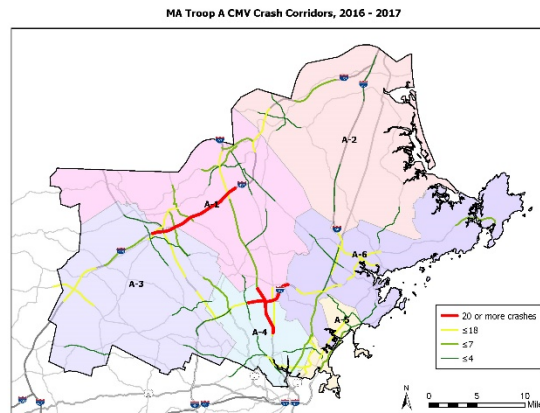 MA Troop A CMV Crash Corridors, 2016 - 2017
A-2
A-1
A-6
A-3
A-5
A-4
20 or more crashes
≤18
≤7
≤4
N
0 5 10
Mile